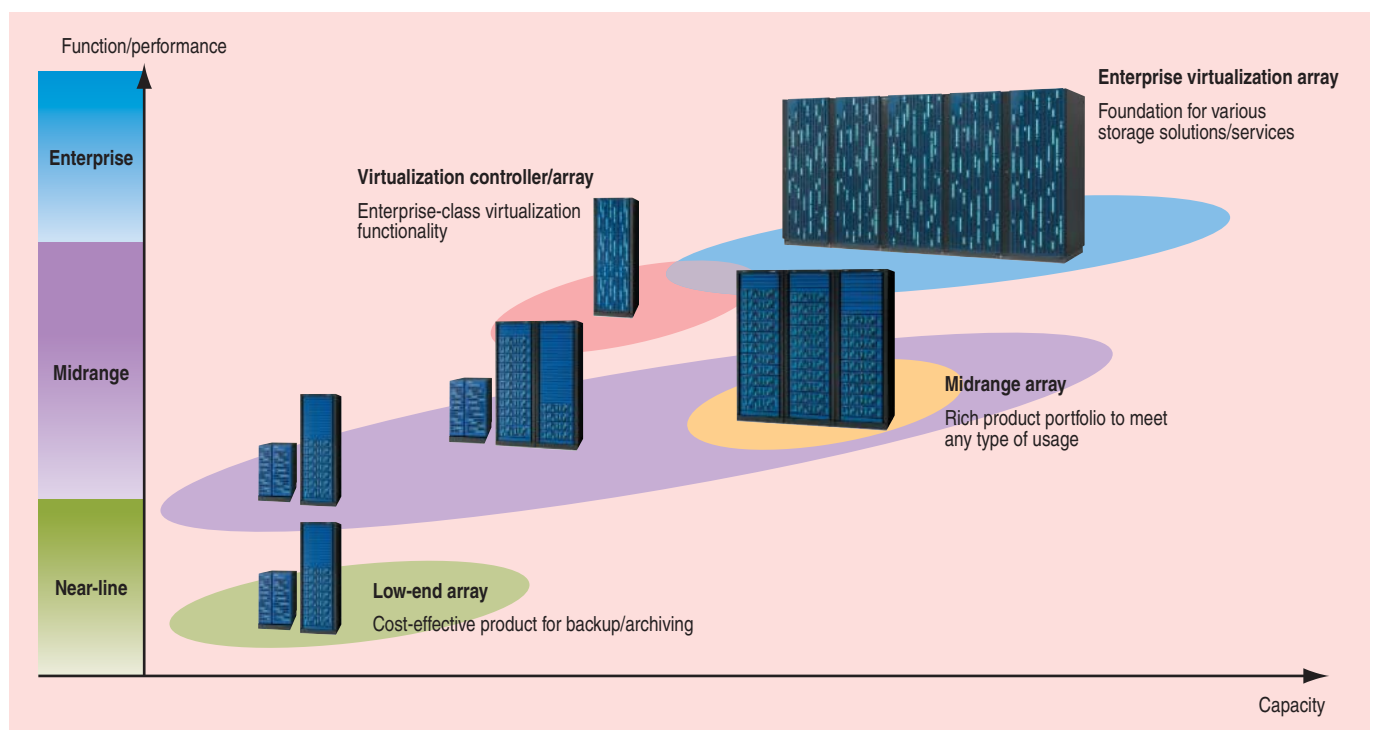 Function/performance
Enterprise virtualization array
Foundation for various
storage solutions/services
Enterprise
Virtualization controller/array
Enterprise-class virtualization
functionality
Midrange
Midrange array
Rich product portfolio to meet
any type of usage
Near-line
Low-end array
Cost-effective product for backup/archiving
Capacity